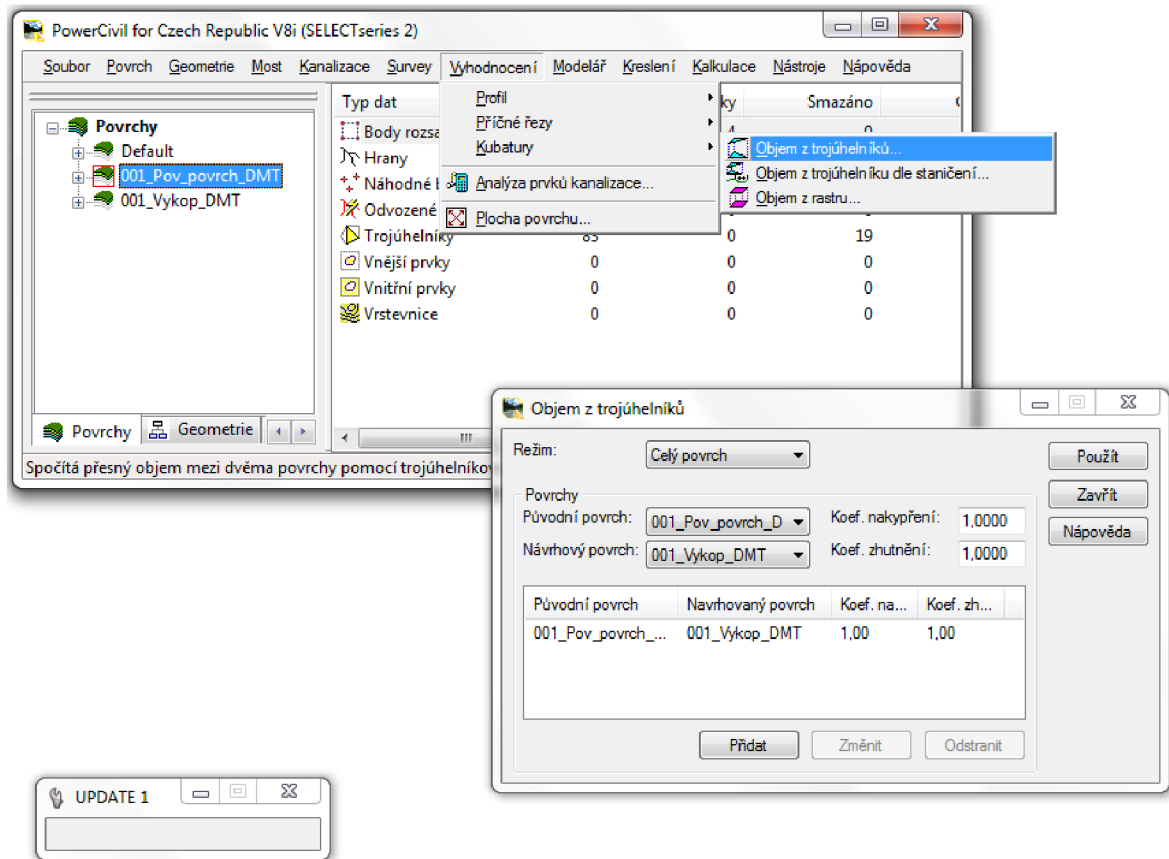 PowerCivil for Czech Republic V8i (SELECTseries 2)
Soubor Povrch Geometrie Most Kanalizace Survey Vyhodnocení Modelář Kreslení Kalkulace Nástroje Nápověda
Povrchy
Default
001_Pov_povrch_DMT
001_Vykop_DMT
Povrchy Geometrie
Typ dat ky Smazáno
Body rozsa 4 0
Hrany
Náhodné
Odvozené
Trojúhelníky 85 0 19
Vnější prvky 0 0 0
Vnitřní prvky 0 0 0
Vrstevnice 0 0 0
Profil
Příčné řezy
Kubatury
Analýza prvků kanalizace...
Plocha povrchu...
Objem z trojúhelníků...
Objem z trojúhelníku dle staničení...
Objem z rastru...
Spočítá přesný objem mezi dvěma povrchy pomocí trojúhelníkov
Objem z trojúhelníků
Režim: Celý povrch
Použít
Zavřít
Nápověda
Povrchy
Původní povrch: 001_Pov_povrch_D Koef. nakypření: 1,0000
Návrhový povrch: 001_Vykop_DMT Koef. zhutnění: 1,0000
Původní povrch Navrhovaný povrch Koef. na... Koef. zh...
001_Pov_povrch_... 001_Vykop_DMT 1,00 1,00
Přidat Změnit Odstranit
UPDATE 1